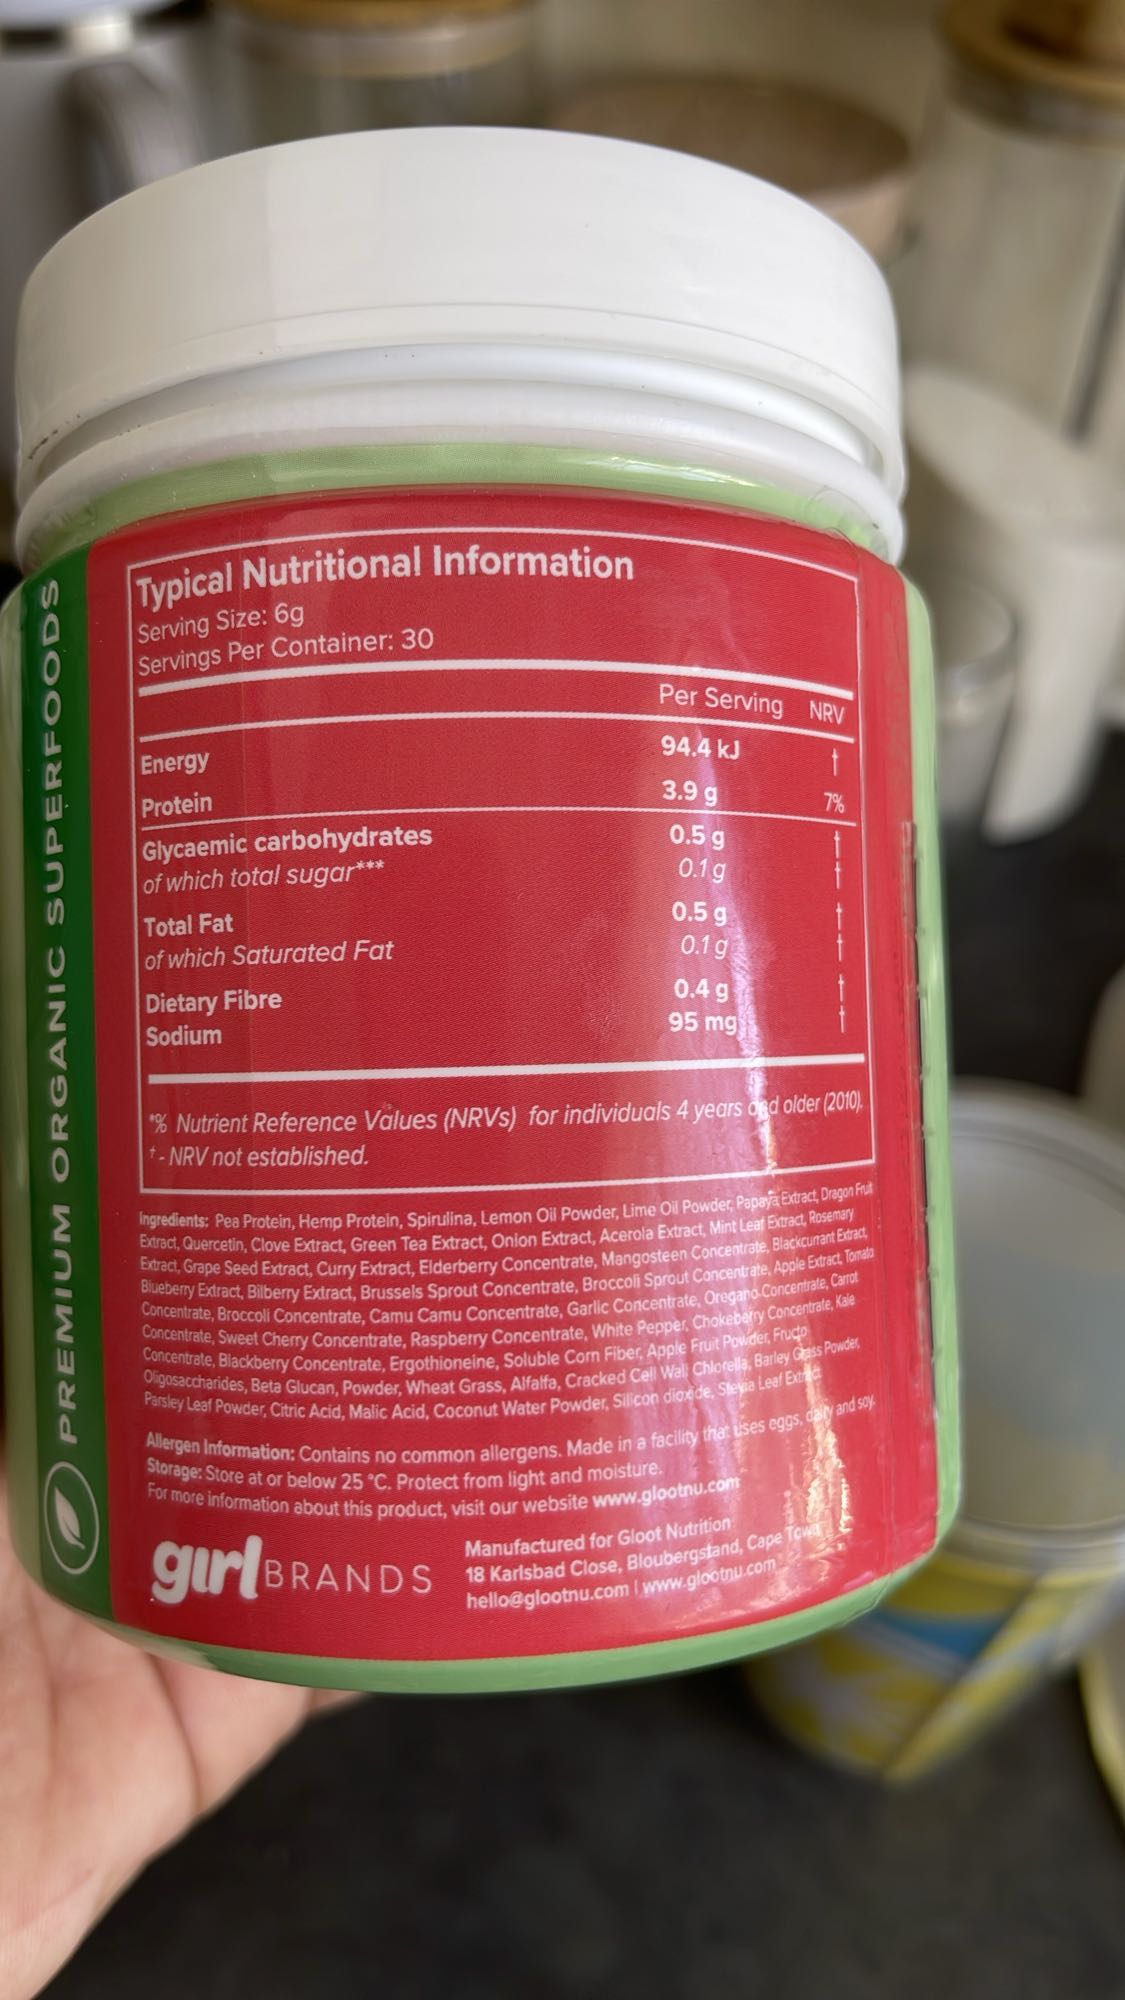 PREMIUM ORGANIC SUPERFOODS
Typical Nutritional Information
Serving Size: 6g
Servings Per Container: 30
Per Serving NRV
Energy 94.4 kJ †
Protein 3.9 g 7%
Glycaemic carbohydrates 0.5 g †
of which total sugar*** 0.1 g †
Total Fat 0.5 g †
of which Saturated Fat 0.1 g †
Dietary Fibre 0.4 g †
Sodium 95 mg †
*% Nutrient Reference Values (NRVs) for individuals 4 years and older (2010).
† - NRV not established.
Ingredients: Pea Protein, Hemp Protein, Spirulina, Lemon Oil Powder, Lime Oil Powder, Papaya Extract, Dragon Fruit
Extract, Quercetin, Clove Extract, Green Tea Extract, Onion Extract, Acerola Extract, Mint Leaf Extract, Rosemary
Extract, Grape Seed Extract, Curry Extract, Elderberry Concentrate, Mangosteen Concentrate, Blackcurrant Extract,
Blueberry Extract, Bilberry Extract, Brussels Sprout Concentrate, Broccoli Sprout Concentrate, Apple Extract, Tomato
Concentrate, Broccoli Concentrate, Camu Camu Concentrate, Garlic Concentrate, Oregano Concentrate, Carrot
Concentrate, Sweet Cherry Concentrate, Raspberry Concentrate, White Pepper, Chokeberry Concentrate, Kale
Concentrate, Blackberry Concentrate, Ergothioneine, Soluble Corn Fiber, Apple Fruit Powder, Fructo
Oligosaccharides, Beta Glucan, Powder, Wheat Grass, Alfalfa, Cracked Cell Wall Chlorella, Barley Grass Powder,
Parsley Leaf Powder, Citric Acid, Malic Acid, Coconut Water Powder, Silicon dioxide, Stevia Leaf Extract.
Allergen Information: Contains no common allergens. Made in a facility that uses eggs, dairy and soy.
Storage: Store at or below 25 °C. Protect from light and moisture.
For more information about this product, visit our website www.glootnu.com
girl BRANDS
Manufactured for Gloot Nutrition
18 Karlsbad Close, Bloubergstand, Cape Town
hello@glootnu.com | www.glootnu.com